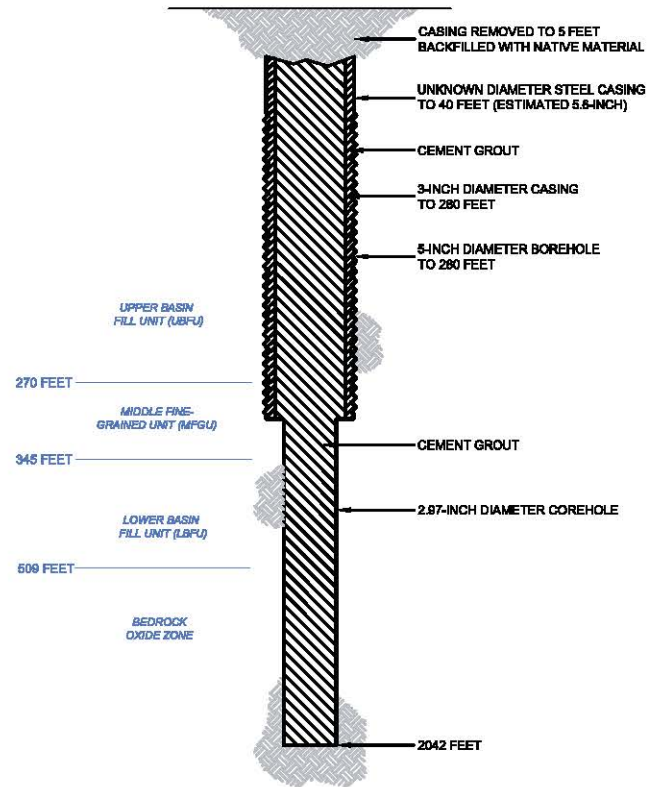 CASING REMOVED TO 5 FEET
BACKFILLED WITH NATIVE MATERIAL
UNKNOWN DIAMETER STEEL CASING
TO 40 FEET (ESTIMATED 5.5-INCH)
CEMENT GROUT
3-INCH DIAMETER CASING
TO 280 FEET
5-INCH DIAMETER BOREHOLE
TO 280 FEET
UPPER BASIN
FILL UNIT (UBFU)
270 FEET
MIDDLE FINE-
GRAINED UNIT (MFGU)
CEMENT GROUT
345 FEET
2.97-INCH DIAMETER COREHOLE
LOWER BASIN
FILL UNIT (LBFU)
509 FEET
BEDROCK
OXIDE ZONE
2042 FEET